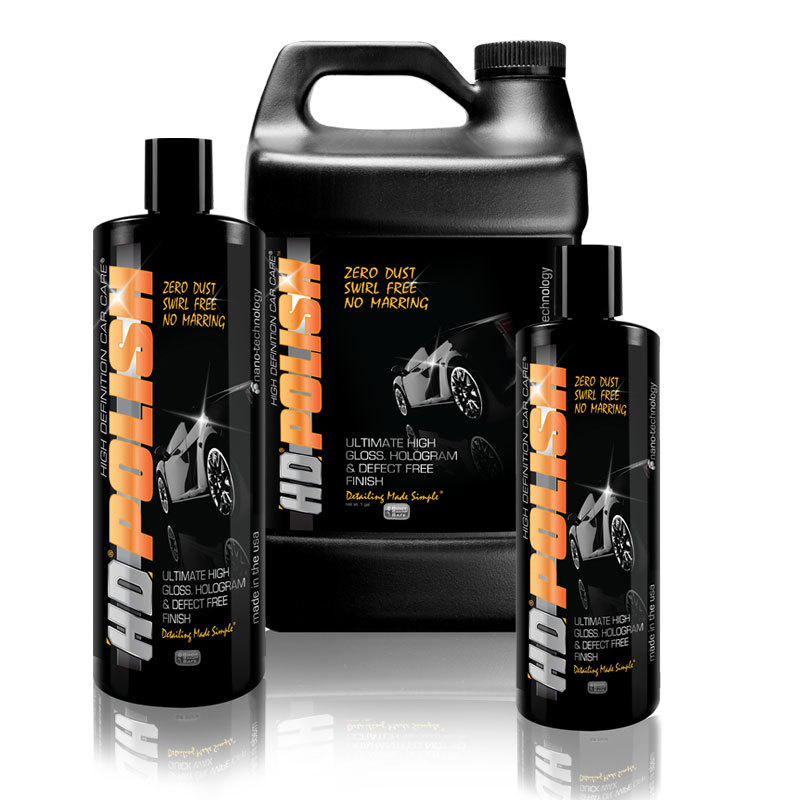 HD POLISH
HIGH DEFINITION CAR CARE®
ZERO DUST
SWIRL FREE
NO MARRING
nano-technology
made in the usa
ULTIMATE HIGH
GLOSS, HOLOGRAM
& DEFECT FREE
FINISH
Detailing Made Simple®
HD POLISH
HIGH DEFINITION CAR CARE
ZERO DUST
SWIRL FREE
NO MARRING
ULTIMATE HIGH
GLOSS, HOLOGRAM
& DEFECT FREE
FINISH
Detailing Made Simple®
net wt. 1 gal
HD POLISH
HIGH DEFINITION CAR CARE®
ZERO DUST
SWIRL FREE
NO MARRING
nano-technology
made in the usa
ULTIMATE HIGH
GLOSS, HOLOGRAM
& DEFECT FREE
FINISH
Detailing Made Simple®